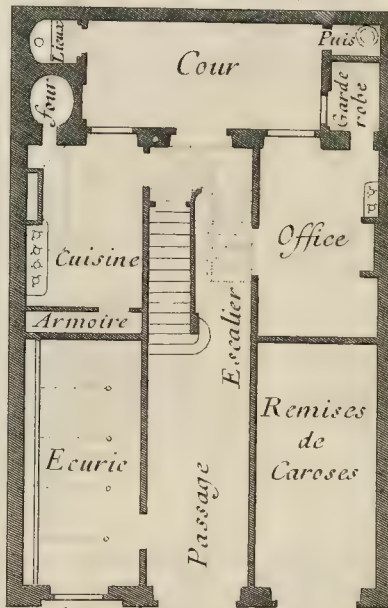 Lieux
Cour
Puis
four
Garde
robe
Cuisine
Office
Armoire
Escalier
Ecurie
Passage
Remises
de
Caroses